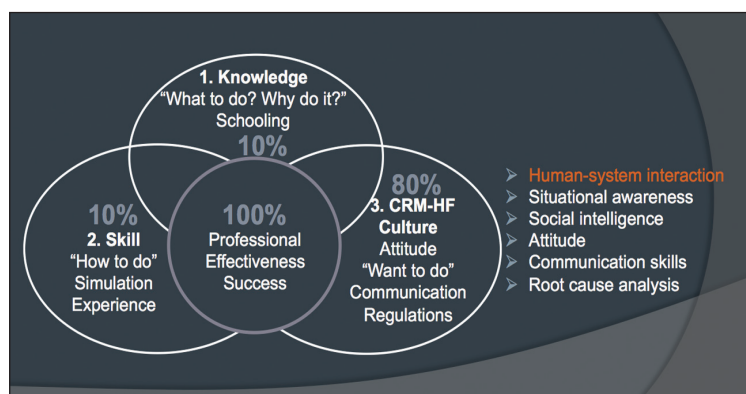 1. Knowledge
“What to do? Why do it?”
Schooling
10%
10%
2. Skill
“How to do”
Simulation
Experience
100%
Professional
Effectiveness
Success
80%
3. CRM-HF
Culture
Attitude
“Want to do”
Communication
Regulations
Human-system interaction
Situational awareness
Social intelligence
Attitude
Communication skills
Root cause analysis